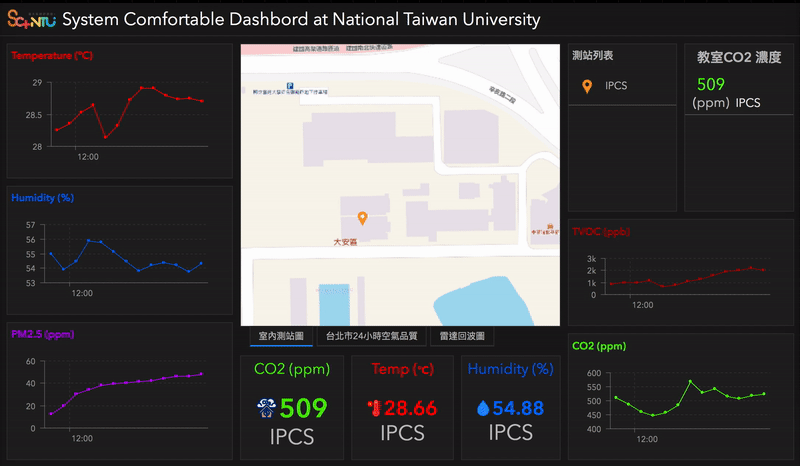 SC+NTU
System Comfortable Dashbord at National Taiwan University
Temperature (°C)
29
28.5
28
12:00
Humidity (%)
57
56
55
54
53
12:00
PM2.5 (ppm)
60
40
20
0
12:00
大安區
室內測站圖
台北市24小時空氣品質
雷達回波圖
CO2 (ppm)
509
IPCS
Temp (°C)
28.66
IPCS
Humidity (%)
54.88
IPCS
測站列表
IPCS
教室CO2 濃度
509
(ppm) IPCS
TVOC (ppb)
3k
2k
1k
0
12:00
CO2 (ppm)
600
550
500
450
400
12:00